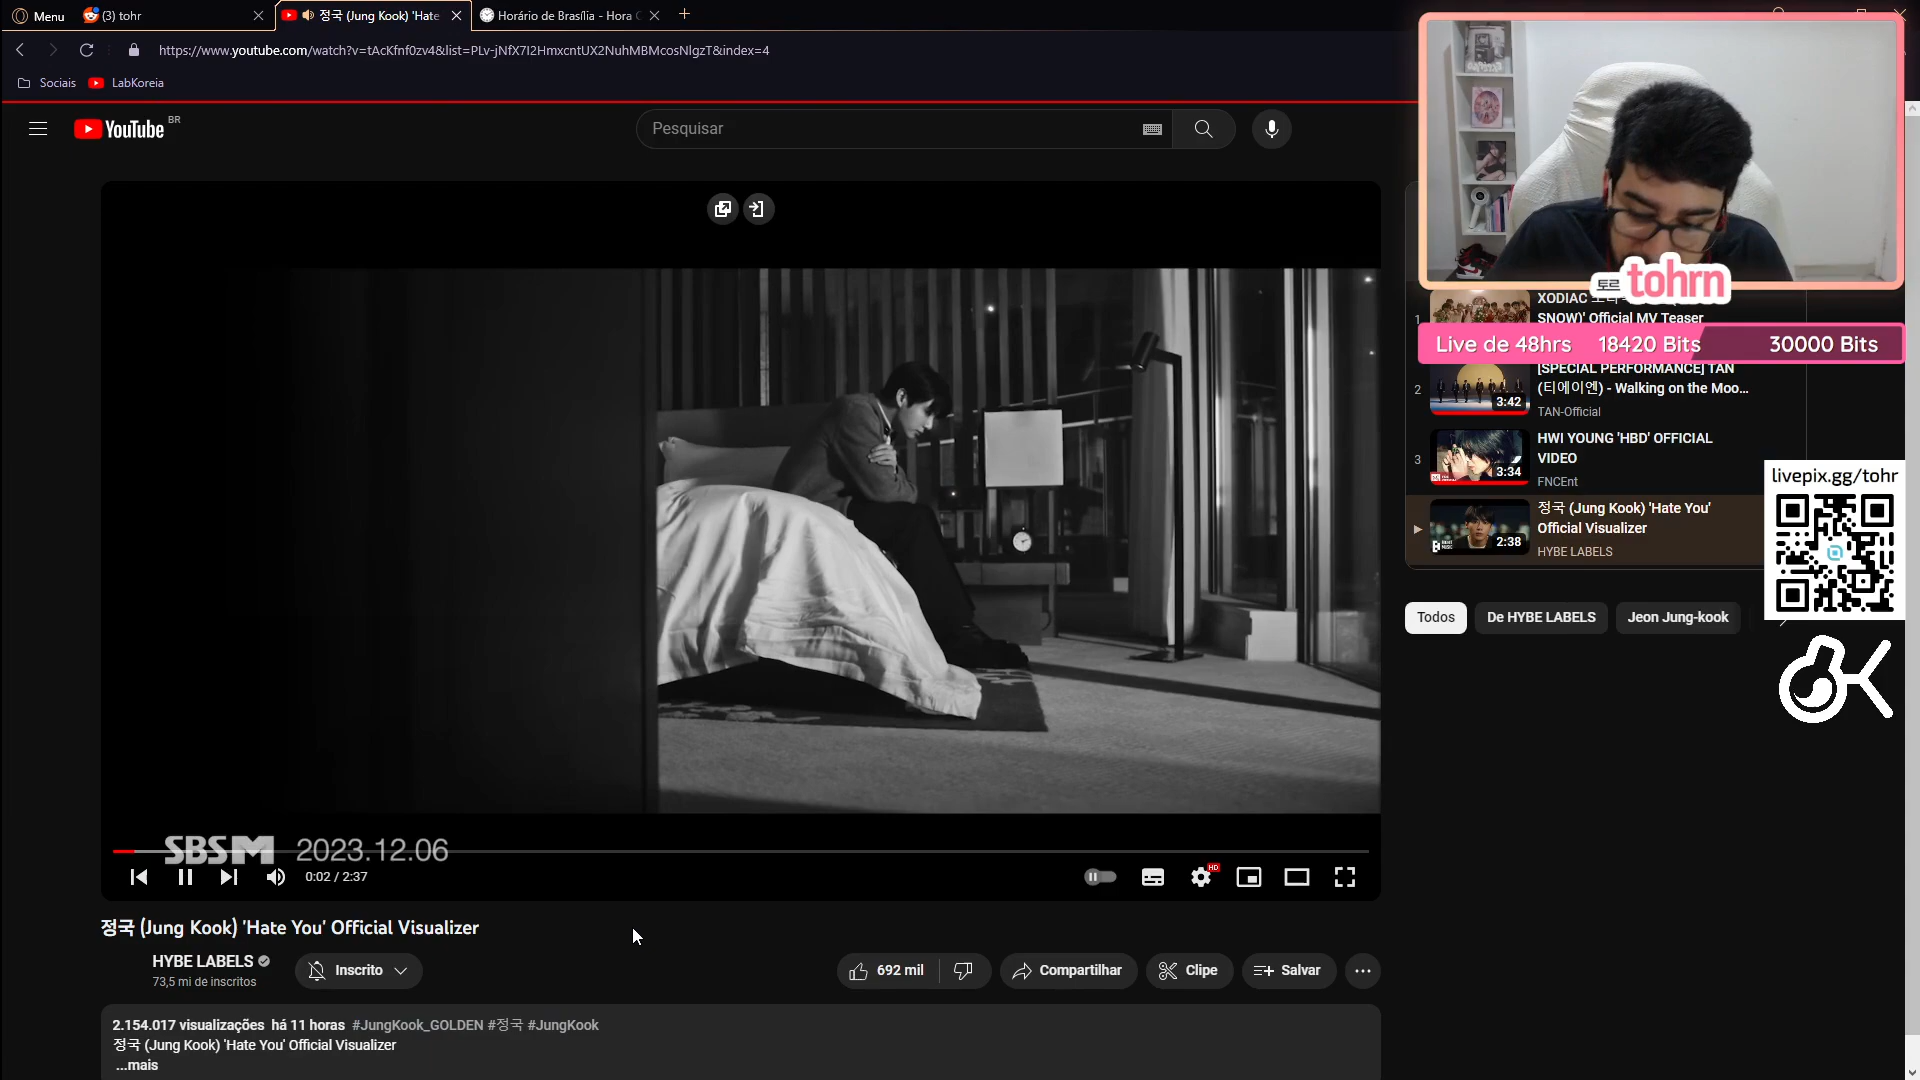 Menu
(3) tohr
정국 (Jung Kook) 'Hate
Horário de Brasília - Hora
https://www.youtube.com/watch?v=tAcKfnf0zv4&list=PLv-jNfX7I2HmxcntUX2NuhMBMcosNlgzT&index=4
Sociais
LabKoreia
YouTube BR
Pesquisar
토르 tohrn
XODIAC
SNOW)' Official MV Teaser
1
Live de 48hrs 18420 Bits 30000 Bits
2
[SPECIAL PERFORMANCE] TAN
(티에이엔) - Walking on the Moo...
TAN-Official
3:42
3
HWI YOUNG 'HBD' OFFICIAL
VIDEO
FNCEnt
3:34
정국 (Jung Kook) 'Hate You'
Official Visualizer
HYBE LABELS
2:38
livepix.gg/tohr
Todos
De HYBE LABELS
Jeon Jung-kook
SBS M 2023.12.06
0:02 / 2:37
HD
정국 (Jung Kook) 'Hate You' Official Visualizer
HYBE LABELS
73,5 mi de inscritos
Inscrito
692 mil
Compartilhar
Clipe
Salvar
2.154.017 visualizações há 11 horas #JungKook_GOLDEN #정국 #JungKook
정국 (Jung Kook) 'Hate You' Official Visualizer
...mais